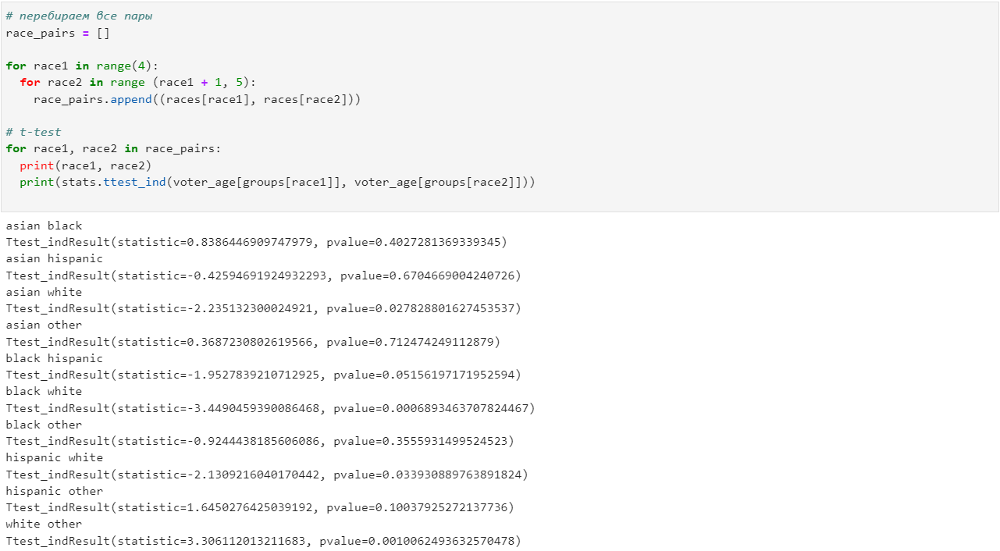 # перебираем все пары
race_pairs = []
for race1 in range(4):
for race2 in range (race1 + 1, 5):
race_pairs.append((races[race1], races[race2]))
# t-test
for race1, race2 in race_pairs:
print(race1, race2)
print(stats.ttest_ind(voter_age[groups[race1]], voter_age[groups[race2]]))
asian black
Ttest_indResult(statistic=0.8386446909747979, pvalue=0.4027281369339345)
asian hispanic
Ttest_indResult(statistic=-0.42594691924932293, pvalue=0.6704669004240726)
asian white
Ttest_indResult(statistic=-2.235132300024921, pvalue=0.027828801627453537)
asian other
Ttest_indResult(statistic=0.3687230802619566, pvalue=0.712474249112879)
black hispanic
Ttest_indResult(statistic=-1.9527839210712925, pvalue=0.05156197171952594)
black white
Ttest_indResult(statistic=-3.4490459390086468, pvalue=0.0006893463707824467)
black other
Ttest_indResult(statistic=-0.9244438185606086, pvalue=0.3555931499524523)
hispanic white
Ttest_indResult(statistic=-2.1309216040170442, pvalue=0.033930889763891824)
hispanic other
Ttest_indResult(statistic=1.6450276425039192, pvalue=0.10037925272137736)
white other
Ttest_indResult(statistic=3.306112013211683, pvalue=0.0010062493632570478)